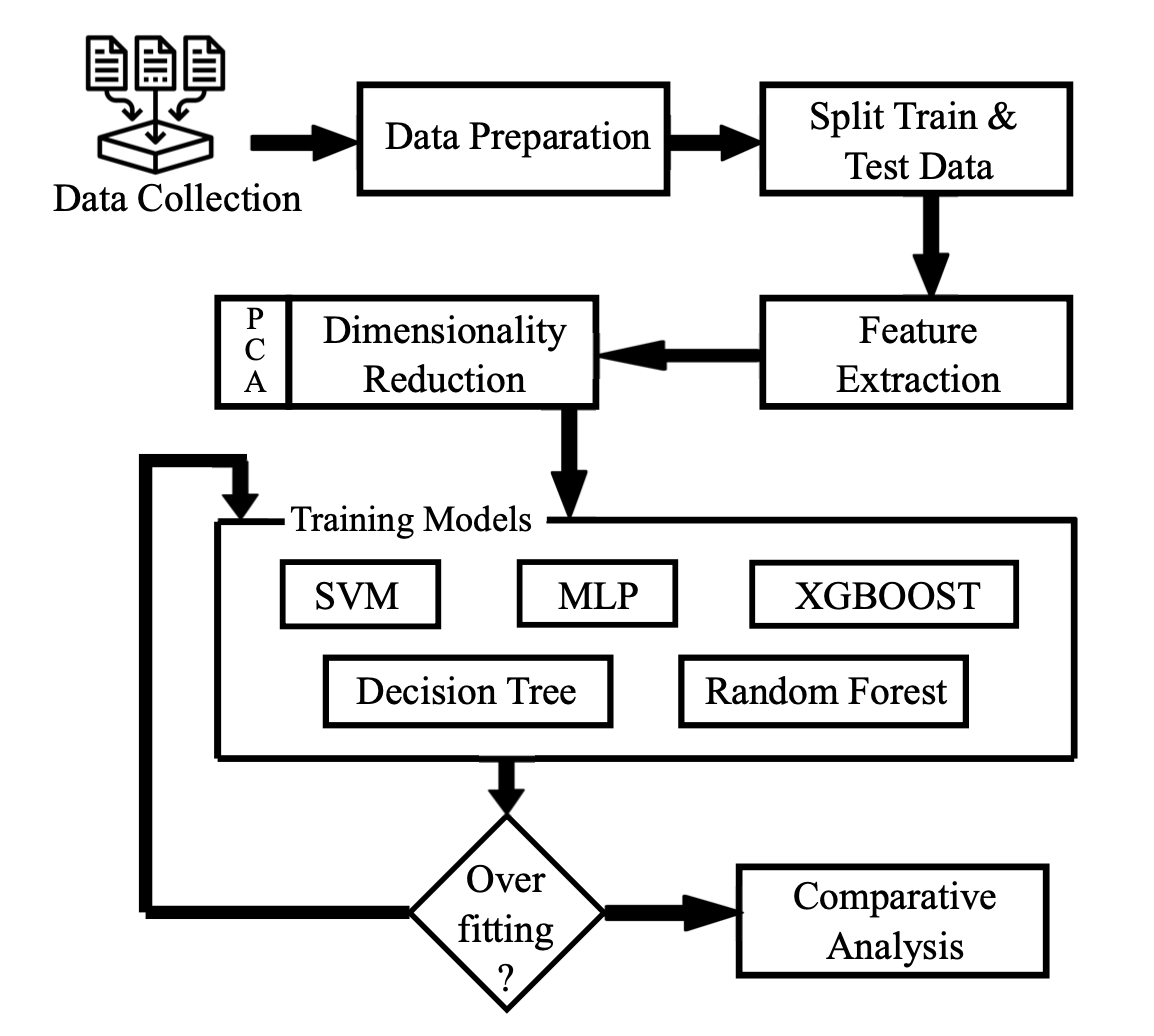 Data Collection
Data Preparation
Split Train &
Test Data
Feature
Extraction
P
C
A
Dimensionality
Reduction
Training Models
SVM
MLP
XGBOOST
Decision Tree
Random Forest
Over
fitting
?
Comparative
Analysis